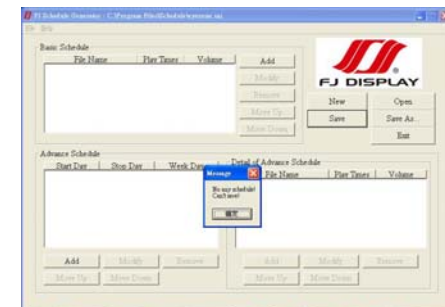 FJ Schedule Generator - C:\Program Files\Schedule\
File Help
Basic Schedule
File Name Play Times Volume
Add
Modify
Remove
Move Up
Move Down
FJ DISPLAY
New Open
Save Save As..
Exit
Advance Schedule
Start Day Stop Day Week Day
Detail of Advance Schedule
File Name Play Times Volume
Message
No any schedule!
Can't save!
確定
Add Modify Remove
Move Up Move Down
Add Modify Remove
Move Up Move Down